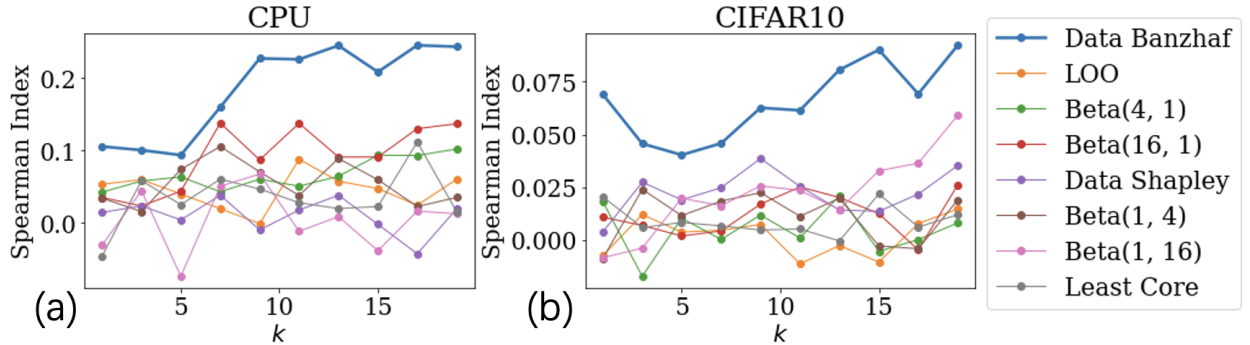 CPU
Spearman Index
0.2
0.1
0.0
5
10
15
k
(a)
CIFAR10
Spearman Index
0.075
0.050
0.025
0.000
5
10
15
k
(b)
Data Banzhaf
LOO
Beta(4, 1)
Beta(16, 1)
Data Shapley
Beta(1, 4)
Beta(1, 16)
Least Core